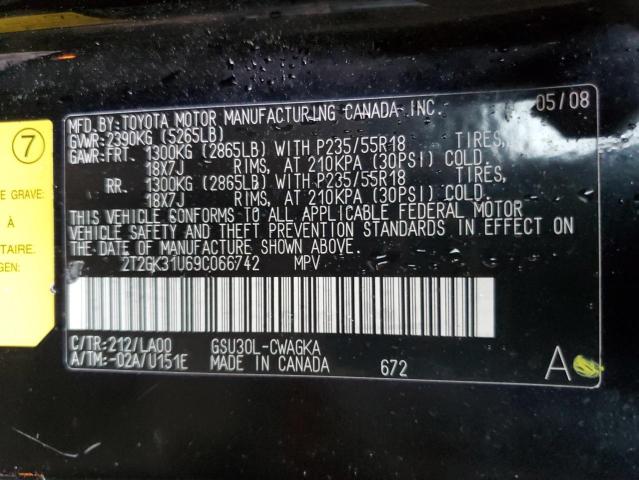 MFD.BY: TOYOTA MOTOR MANUFACTURING CANADA.INC. 05/08
GVWR: 2390KG (5265LB)
GAWR: FRT. 1300KG (2865LB) WITH P235/55R18 TIRES,
18X7J RIMS, AT 210KPA (30PSI) COLD.
RR. 1300KG (2865LB) WITH P235/55R18 TIRES,
18X7J RIMS, AT 210KPA (30PSI) COLD.
THIS VEHICLE CONFORMS TO ALL APPLICABLE FEDERAL MOTOR
VEHICLE SAFETY AND THEFT PREVENTION STANDARDS IN EFFECT ON
THE DATE OF MANUFACTURE SHOWN ABOVE.
2T2GK31U69C066742 MPV
C/TR: 212/LA00 GSU30L-CWAGKA
A/TM: -02A/U151E MADE IN CANADA 672 A
7
E GRAVE:
À
TAIRE.
GEN: